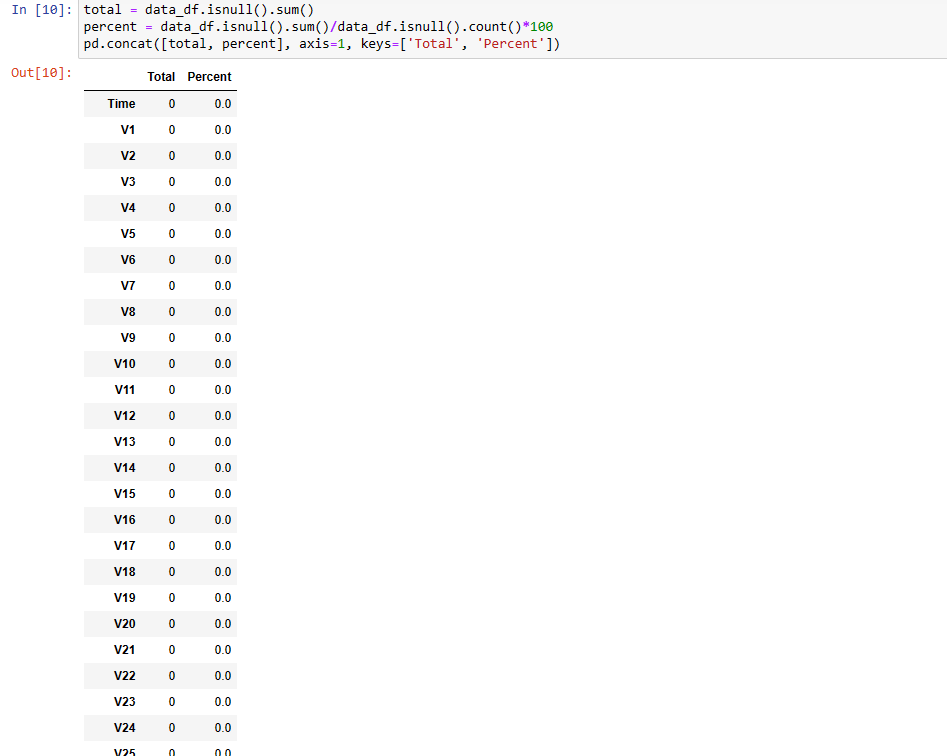 In [10]: total = data_df.isnull().sum()
percent = data_df.isnull().sum()/data_df.isnull().count()*100
pd.concat([total, percent], axis=1, keys=['Total', 'Percent'])
Out[10]:
Total Percent
Time 0 0.0
V1 0 0.0
V2 0 0.0
V3 0 0.0
V4 0 0.0
V5 0 0.0
V6 0 0.0
V7 0 0.0
V8 0 0.0
V9 0 0.0
V10 0 0.0
V11 0 0.0
V12 0 0.0
V13 0 0.0
V14 0 0.0
V15 0 0.0
V16 0 0.0
V17 0 0.0
V18 0 0.0
V19 0 0.0
V20 0 0.0
V21 0 0.0
V22 0 0.0
V23 0 0.0
V24 0 0.0
V25 0 0.0